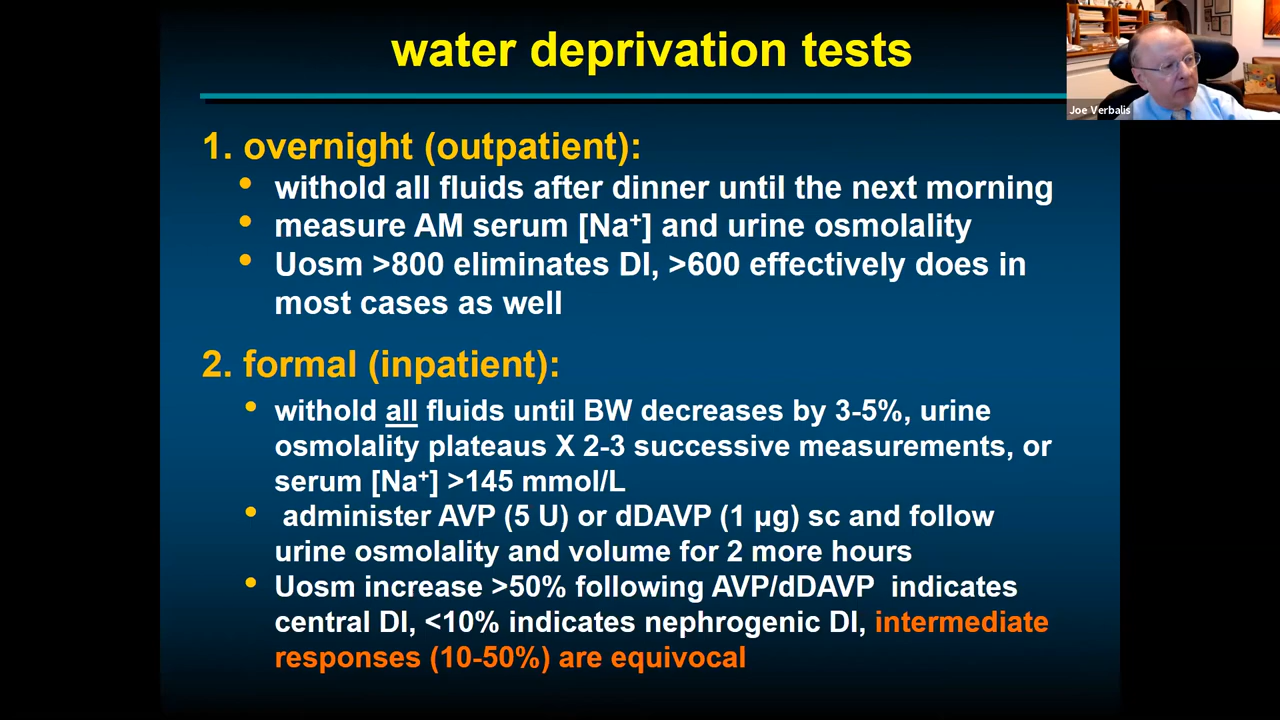 water deprivation tests
Joe Verbalis
1. overnight (outpatient):
• withold all fluids after dinner until the next morning
• measure AM serum [Na⁺] and urine osmolality
• Uosm >800 eliminates DI, >600 effectively does in
most cases as well
2. formal (inpatient):
• withold all fluids until BW decreases by 3-5%, urine
osmolality plateaus X 2-3 successive measurements, or
serum [Na⁺] >145 mmol/L
• administer AVP (5 U) or dDAVP (1 µg) sc and follow
urine osmolality and volume for 2 more hours
• Uosm increase >50% following AVP/dDAVP indicates
central DI, <10% indicates nephrogenic DI, intermediate
responses (10-50%) are equivocal